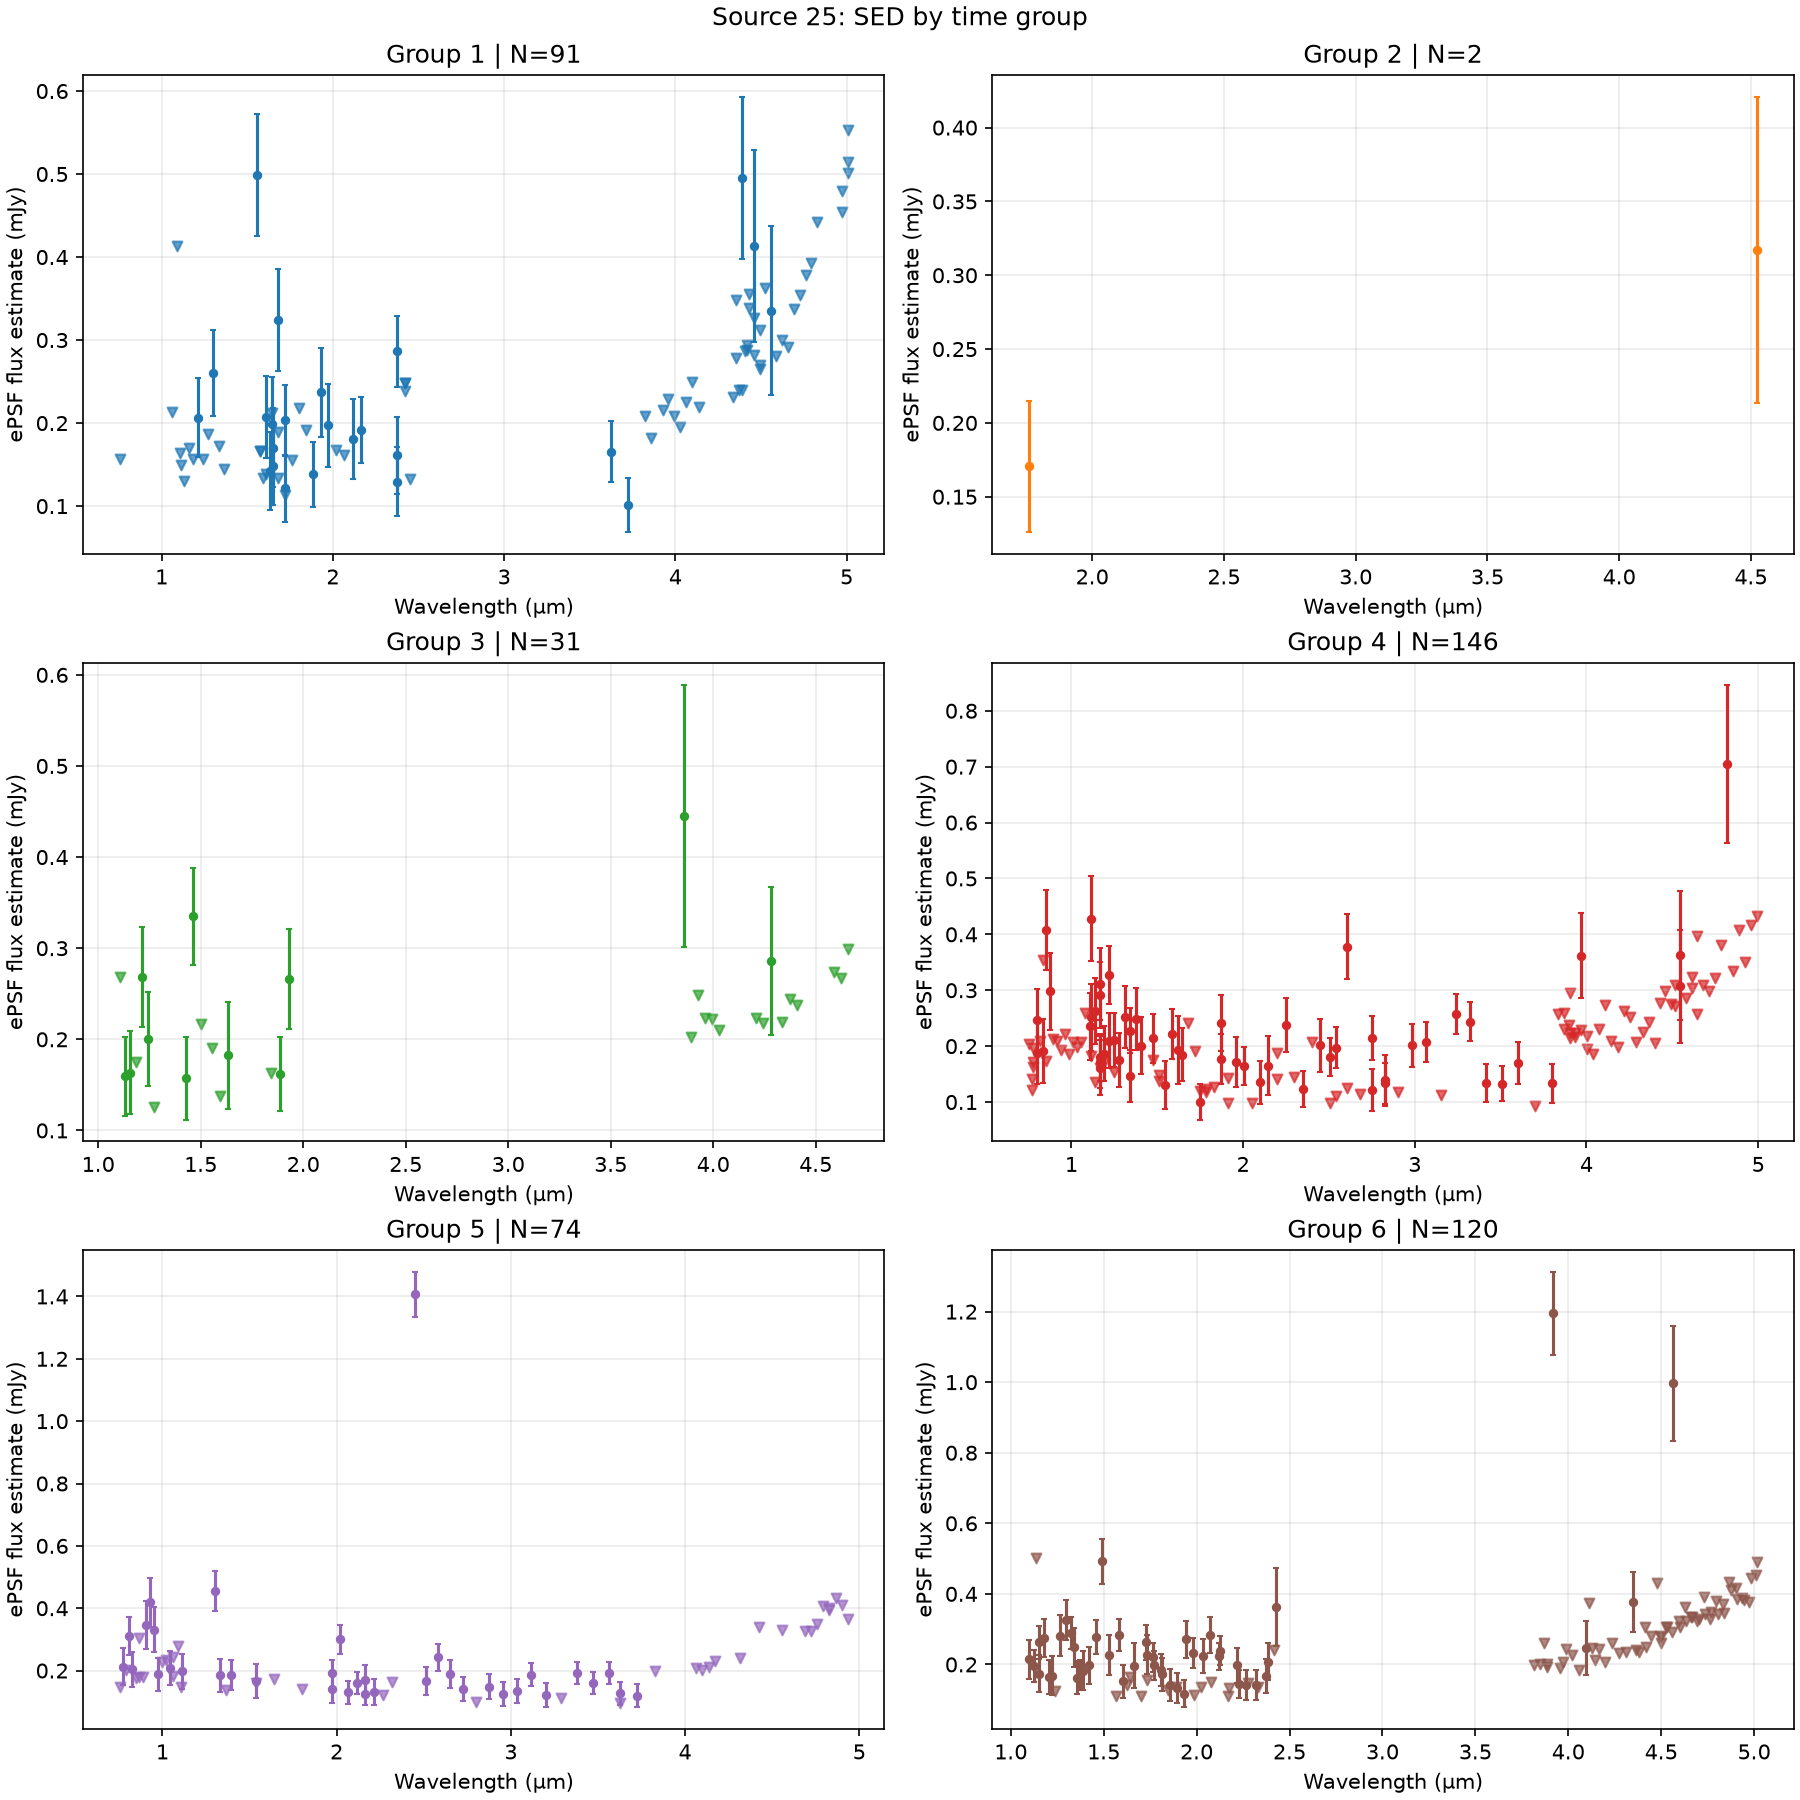 Source 25: SED by time group
Group 1 | N=91
ePSF flux estimate (mJy)
0.6
0.5
0.4
0.3
0.2
0.1
1 2 3 4 5
Wavelength (μm)
Group 2 | N=2
ePSF flux estimate (mJy)
0.40
0.35
0.30
0.25
0.20
0.15
2.0 2.5 3.0 3.5 4.0 4.5
Wavelength (μm)
Group 3 | N=31
ePSF flux estimate (mJy)
0.6
0.5
0.4
0.3
0.2
0.1
1.0 1.5 2.0 2.5 3.0 3.5 4.0 4.5
Wavelength (μm)
Group 4 | N=146
ePSF flux estimate (mJy)
0.8
0.7
0.6
0.5
0.4
0.3
0.2
0.1
1 2 3 4 5
Wavelength (μm)
Group 5 | N=74
ePSF flux estimate (mJy)
1.4
1.2
1.0
0.8
0.6
0.4
0.2
1 2 3 4 5
Wavelength (μm)
Group 6 | N=120
ePSF flux estimate (mJy)
1.2
1.0
0.8
0.6
0.4
0.2
1.0 1.5 2.0 2.5 3.0 3.5 4.0 4.5 5.0
Wavelength (μm)